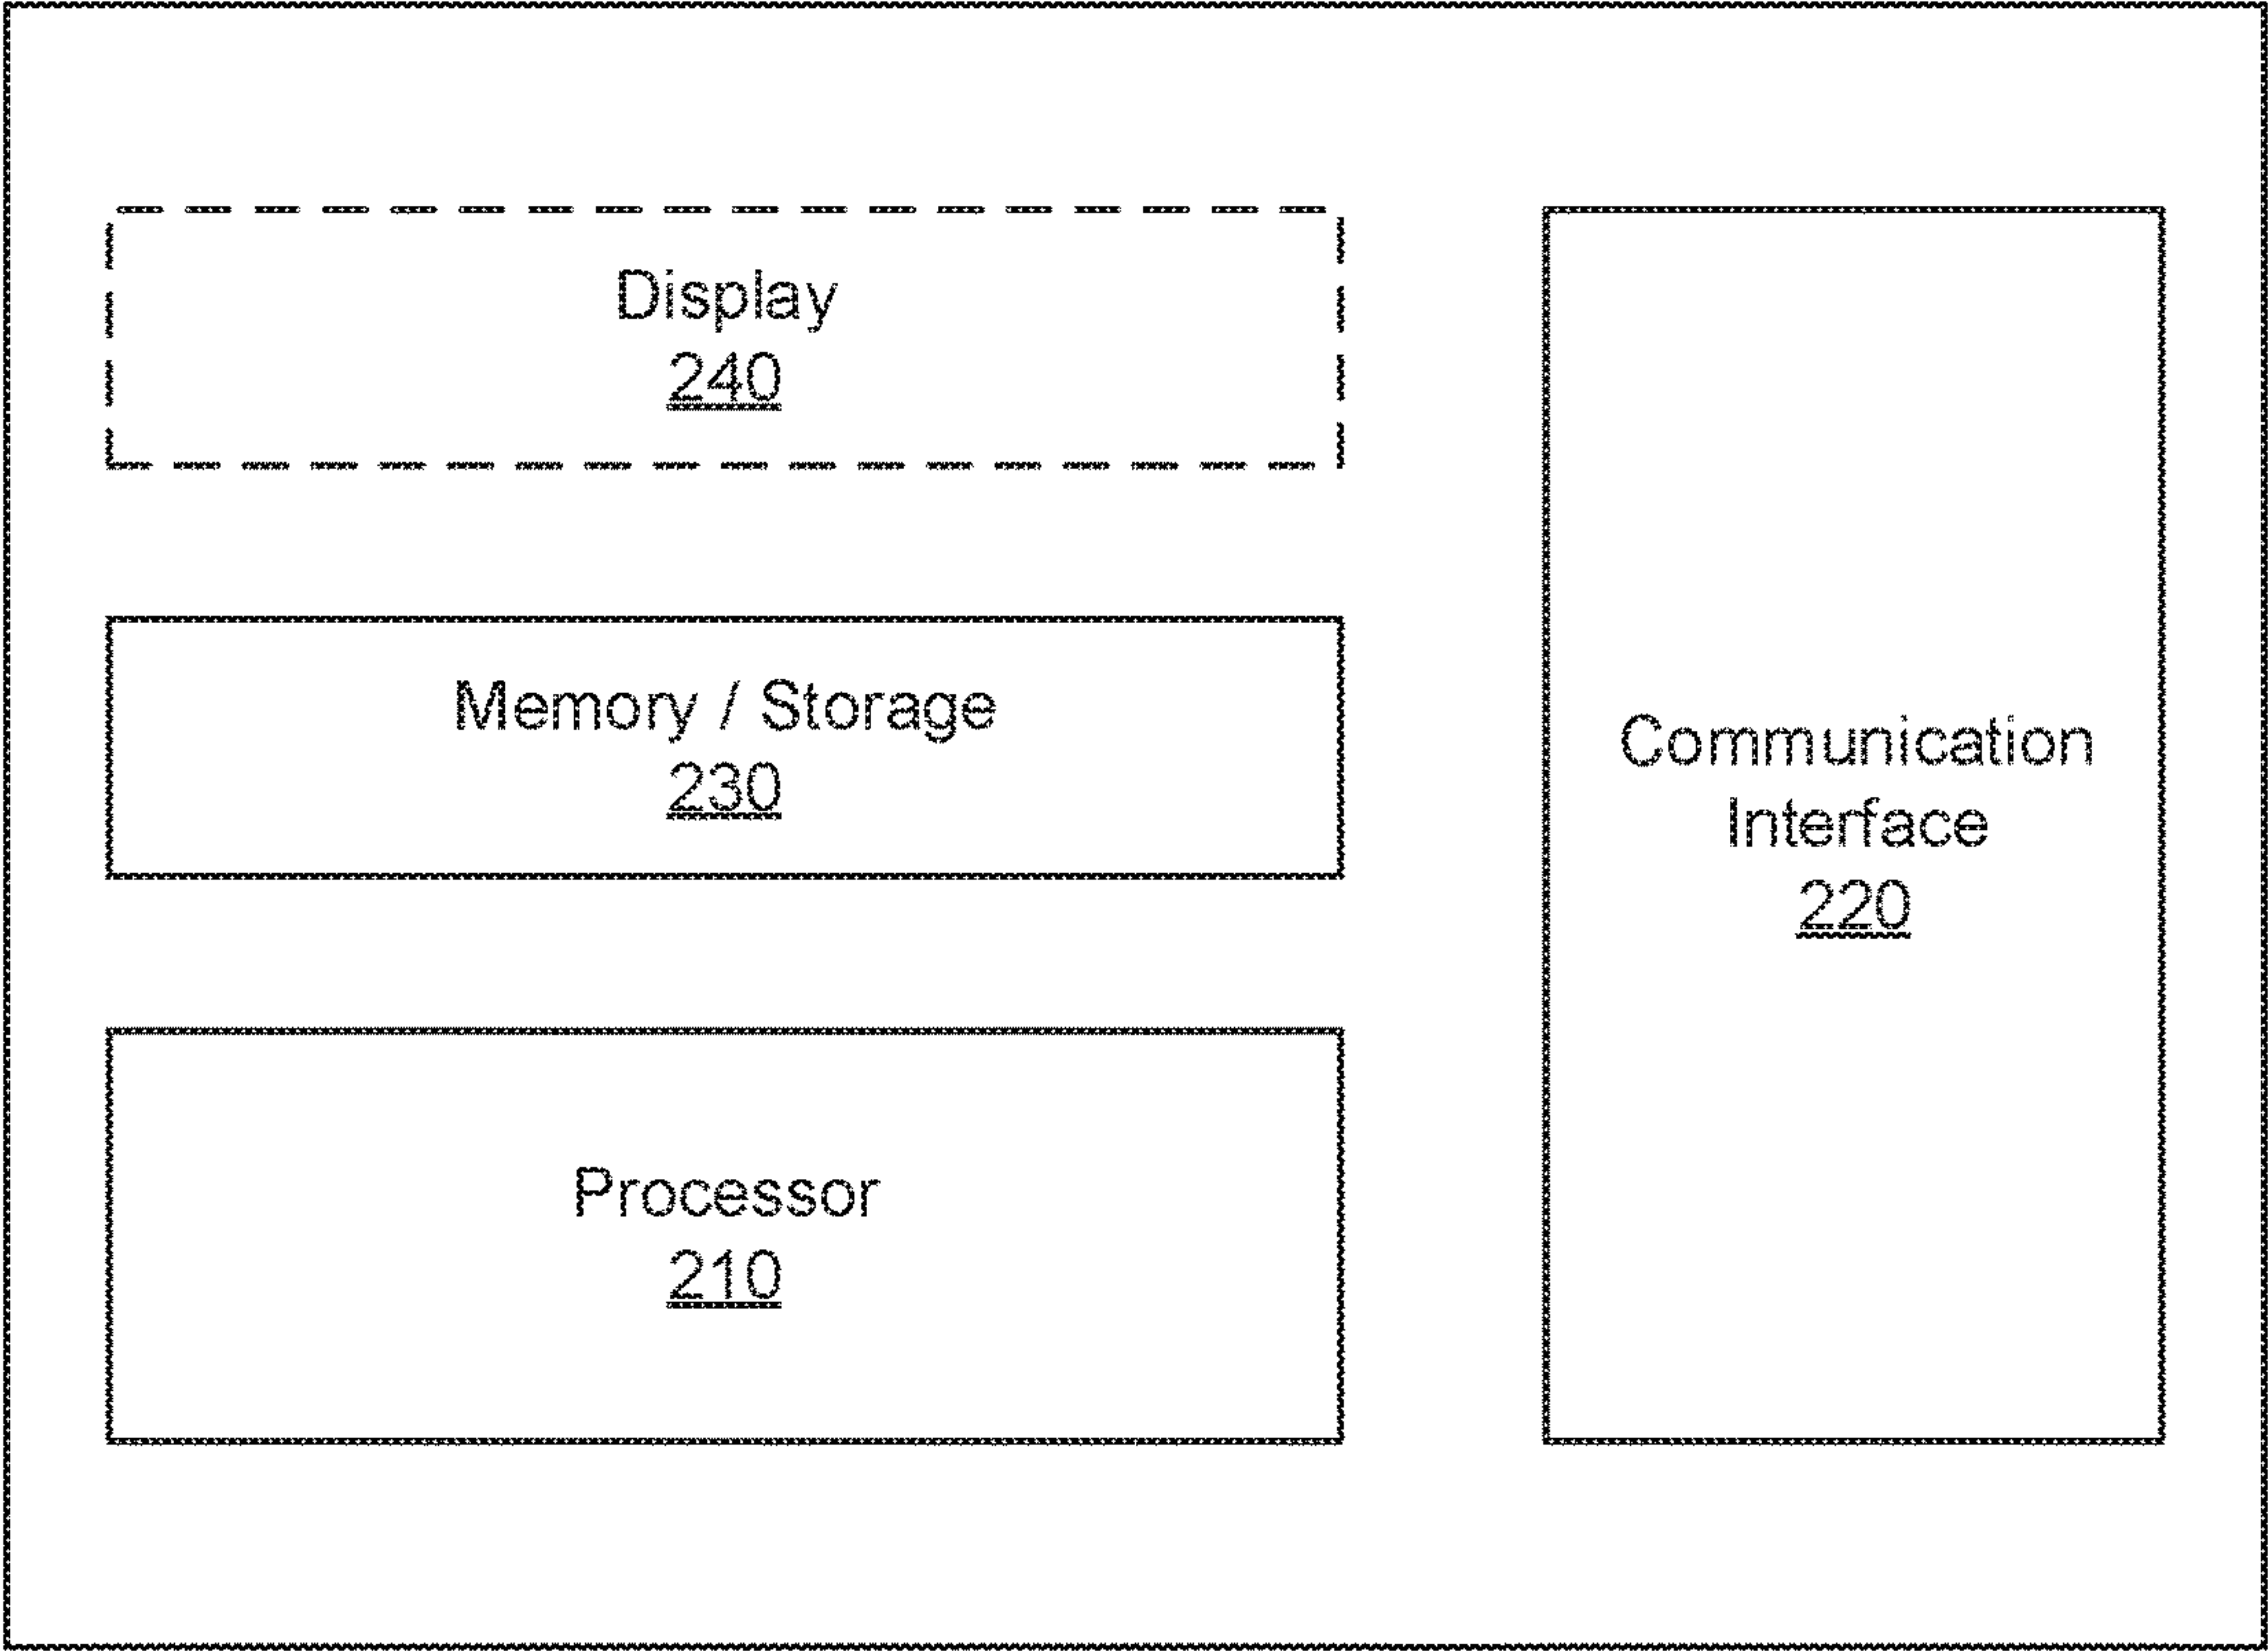 Display
240
Memory / Storage
230
Processor
210
Communication
Interface
220